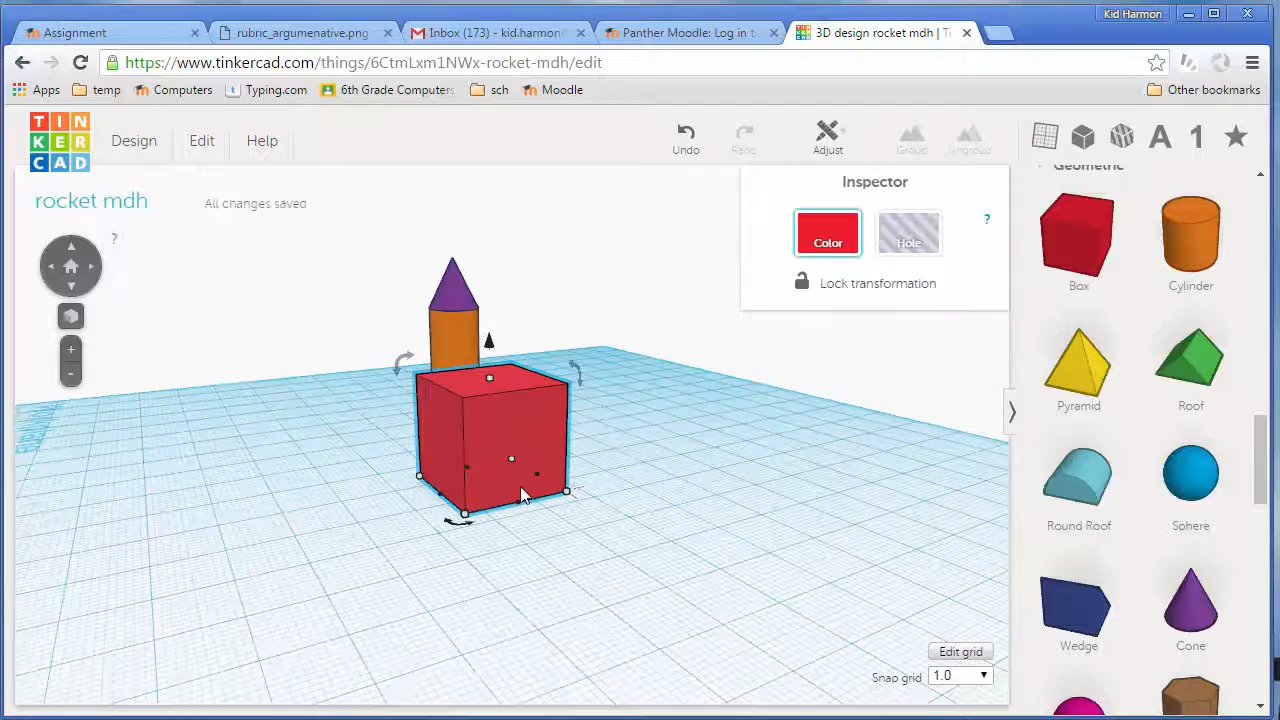 Kid Harmon
Assignment
rubric_argumenative.png
Inbox (173) - kid.harmon
Panther Moodle: Log in t
3D design rocket mdh | T
https://www.tinkercad.com/things/6CtmLxm1NWx-rocket-mdh/edit
Apps temp Computers Typing.com 6th Grade Computers sch Moodle Other bookmarks
TIN
KER
CAD
Design Edit Help
Undo Redo Adjust Group Ungroup
A 1
Geometric
rocket mdh
All changes saved
?
Inspector
Color Hole
?
Lock transformation
Box Cylinder
Pyramid Roof
Round Roof Sphere
Wedge Cone
Edit grid
Snap grid 1.0